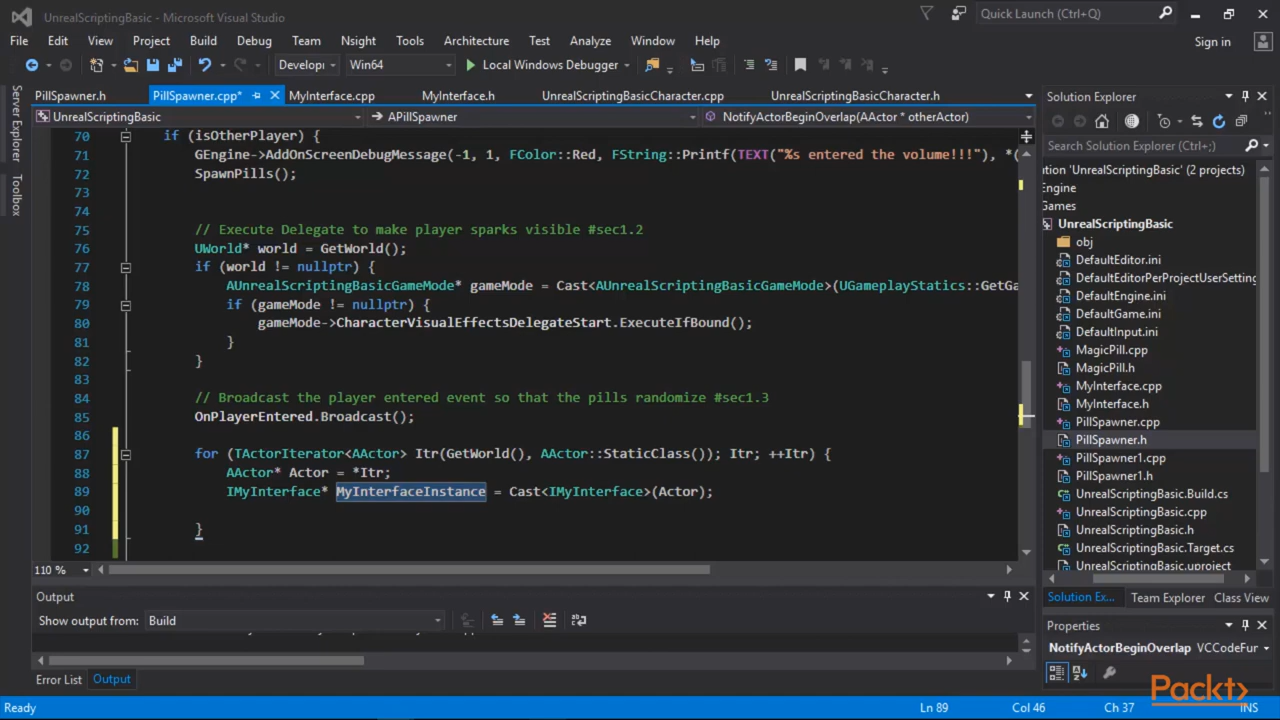 UnrealScriptingBasic - Microsoft Visual Studio
Quick Launch (Ctrl+Q)
File Edit View Project Build Debug Team Nsight Tools Architecture Test Analyze Window Help
Sign in
Develop Win64 Local Windows Debugger
Server Explorer
Toolbox
PillSpawner.h PillSpawner.cpp* MyInterface.cpp MyInterface.h UnrealScriptingBasicCharacter.cpp UnrealScriptingBasicCharacter.h
UnrealScriptingBasic APillSpawner NotifyActorBeginOverlap(AActor * otherActor)
70 if (isOtherPlayer) {
71 GEngine->AddOnScreenDebugMessage(-1, 1, FColor::Red, FString::Printf(TEXT("%s entered the volume!!!"), *(
72 SpawnPills();
73
74
75 // Execute Delegate to make player sparks visible #sec1.2
76 UWorld* world = GetWorld();
77 if (world != nullptr) {
78 AUnrealScriptingBasicGameMode* gameMode = Cast<AUnrealScriptingBasicGameMode>(UGameplayStatics::GetGa
79 if (gameMode != nullptr) {
80 gameMode->CharacterVisualEffectsDelegateStart.ExecuteIfBound();
81 }
82 }
83
84 // Broadcast the player entered event so that the pills randomize #sec1.3
85 OnPlayerEntered.Broadcast();
86
87 for (TActorIterator<AActor> Itr(GetWorld(), AActor::StaticClass()); Itr; ++Itr) {
88 AActor* Actor = *Itr;
89 IMyInterface* MyInterfaceInstance = Cast<IMyInterface>(Actor);
90
91 }
92
110 %
Output
Show output from: Build
Error List Output
Solution Explorer
Search Solution Explorer (Ctrl+;)
tion 'UnrealScriptingBasic' (2 projects)
Engine
Games
UnrealScriptingBasic
obj
DefaultEditor.ini
DefaultEditorPerProjectUserSetting
DefaultEngine.ini
DefaultGame.ini
DefaultInput.ini
MagicPill.cpp
MagicPill.h
MyInterface.cpp
MyInterface.h
PillSpawner.cpp
PillSpawner.h
PillSpawner1.cpp
PillSpawner1.h
UnrealScriptingBasic.Build.cs
UnrealScriptingBasic.cpp
UnrealScriptingBasic.h
UnrealScriptingBasic.Target.cs
UnrealScriptingBasic.uproject
Solution Ex... Team Explorer Class View
Properties
NotifyActorBeginOverlap VCCodeFun
Packt>
Ready Ln 89 Col 46 Ch 37 INS